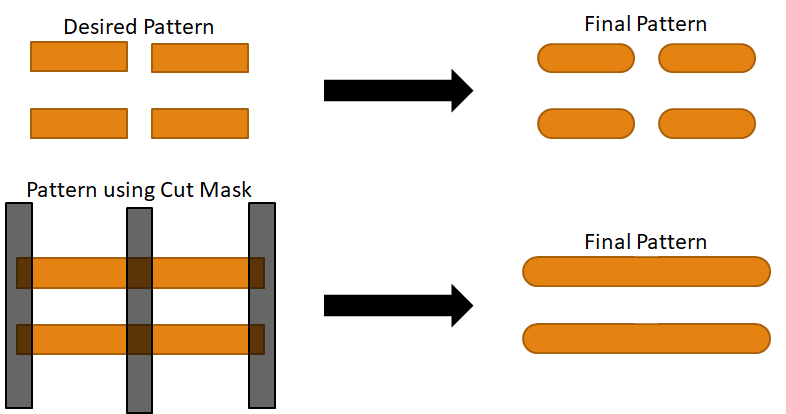 Desired Pattern
Final Pattern
Pattern using Cut Mask
Final Pattern